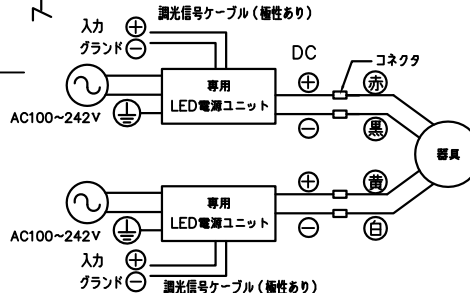 調光信号ケーブル（極性あり）
入力 ⊕
グランド ⊖
DC
コネクタ
専用
LED電源ユニット
⊕ 赤
AC100~242V
⊖ 黒
器具
専用
LED電源ユニット
⊕ 黄
AC100~242V
⊖ 白
入力 ⊕
グランド ⊖
調光信号ケーブル（極性あり）